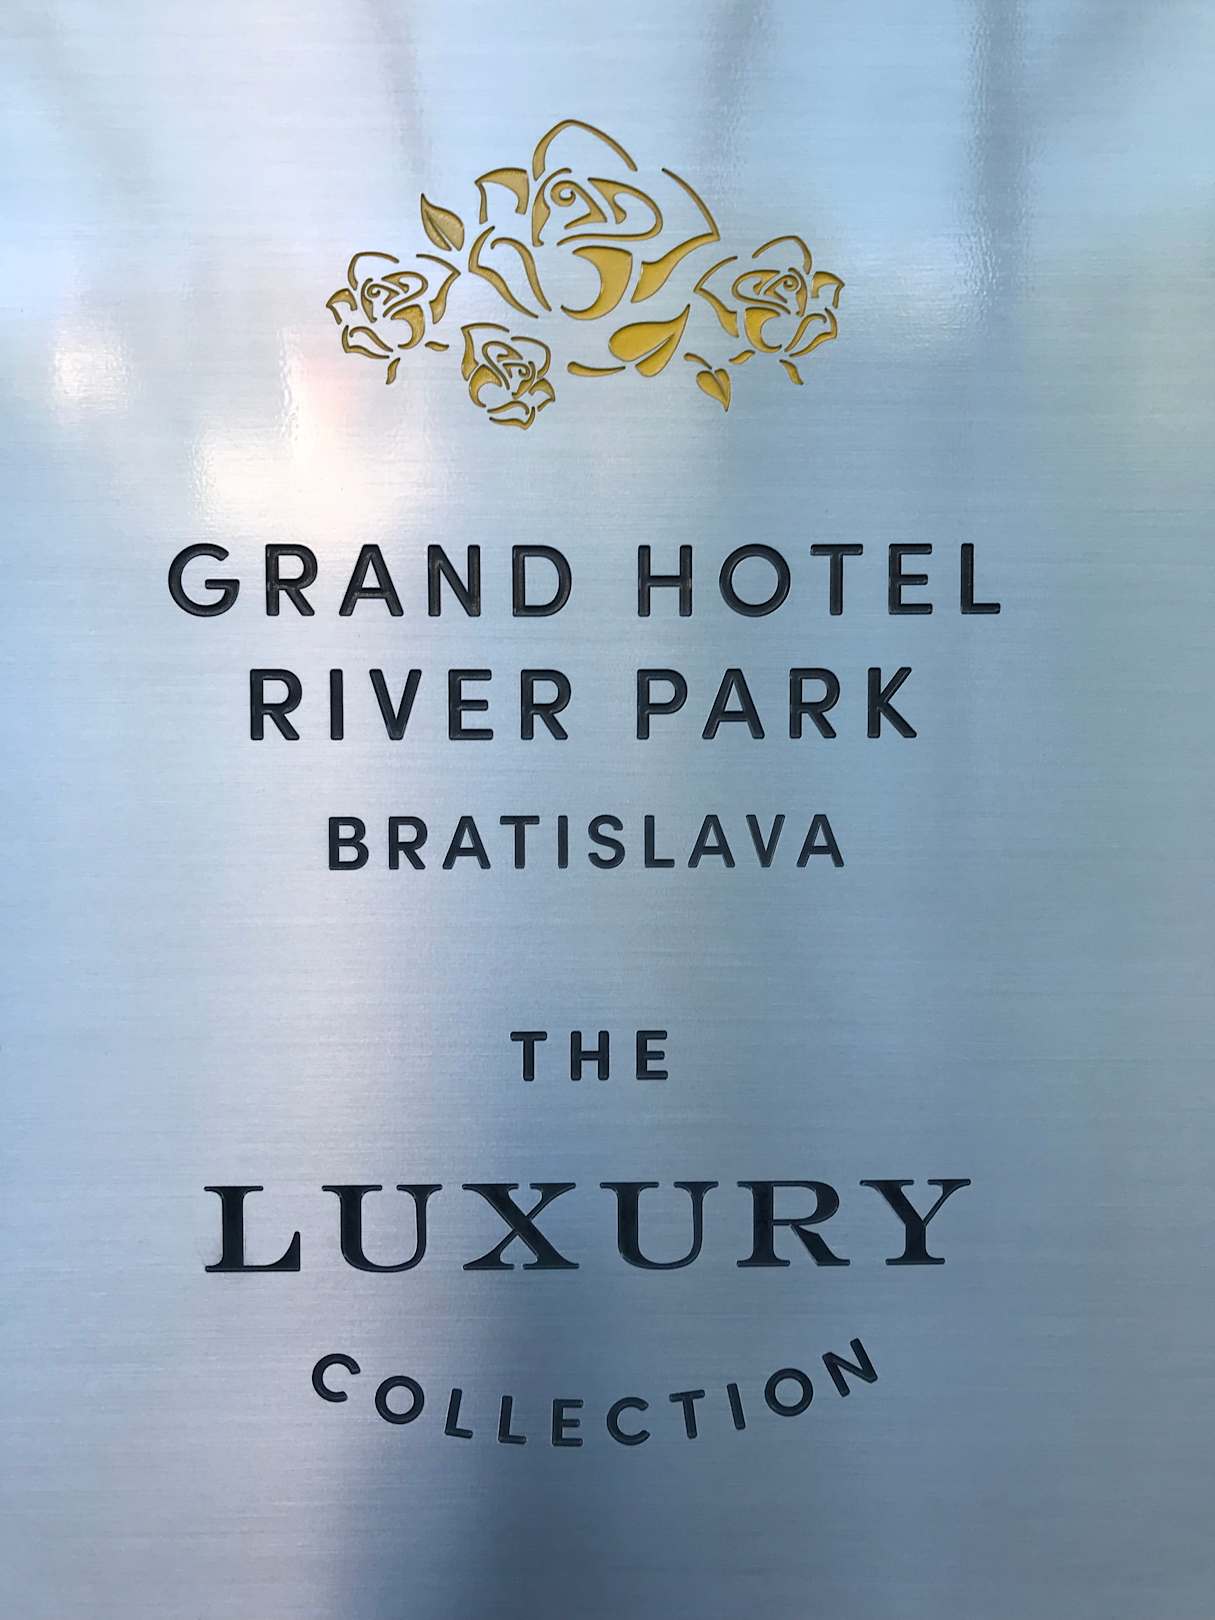 GRAND HOTEL
RIVER PARK
BRATISLAVA
THE
LUXURY
COLLECTION